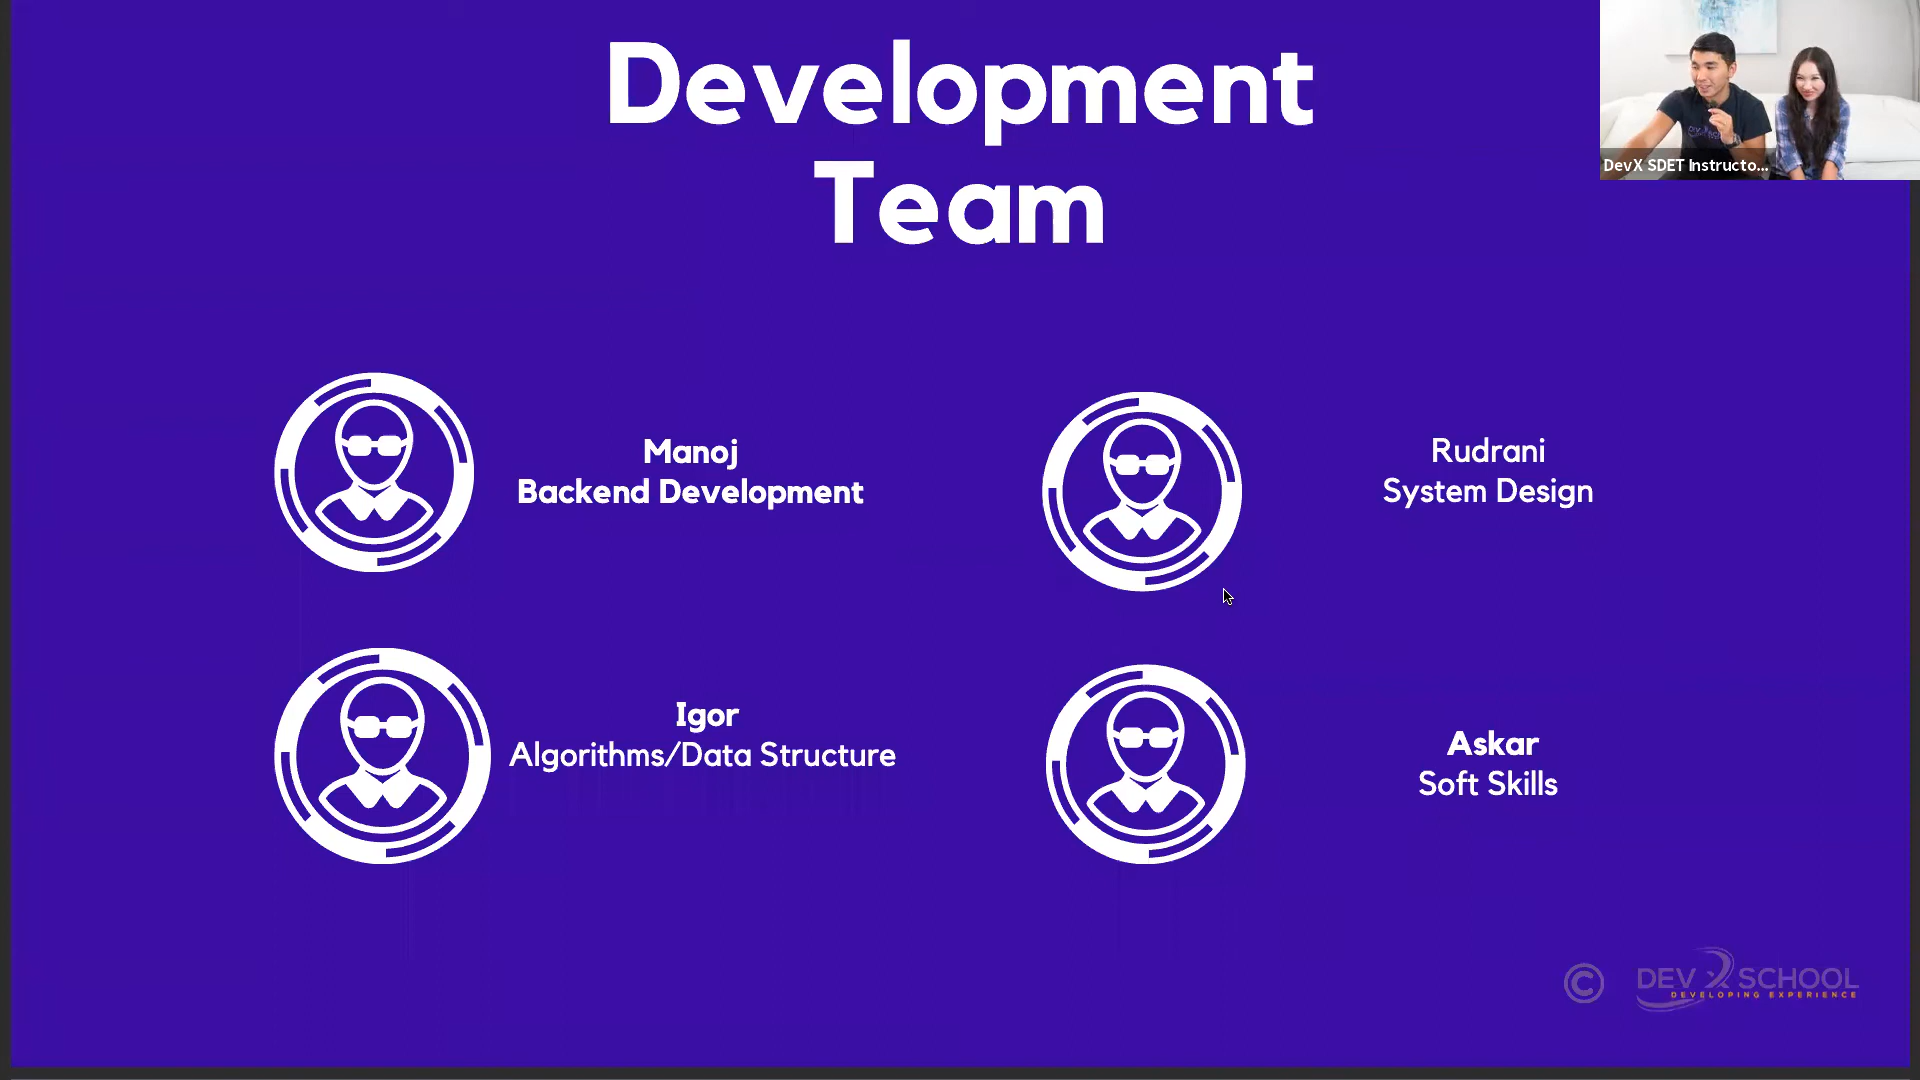 Development
Team
DevX SDET Instructo...
Manoj
Backend Development
Rudrani
System Design
Igor
Algorithms/Data Structure
Askar
Soft Skills
© DEV X SCHOOL
DEVELOPING EXPERIENCE